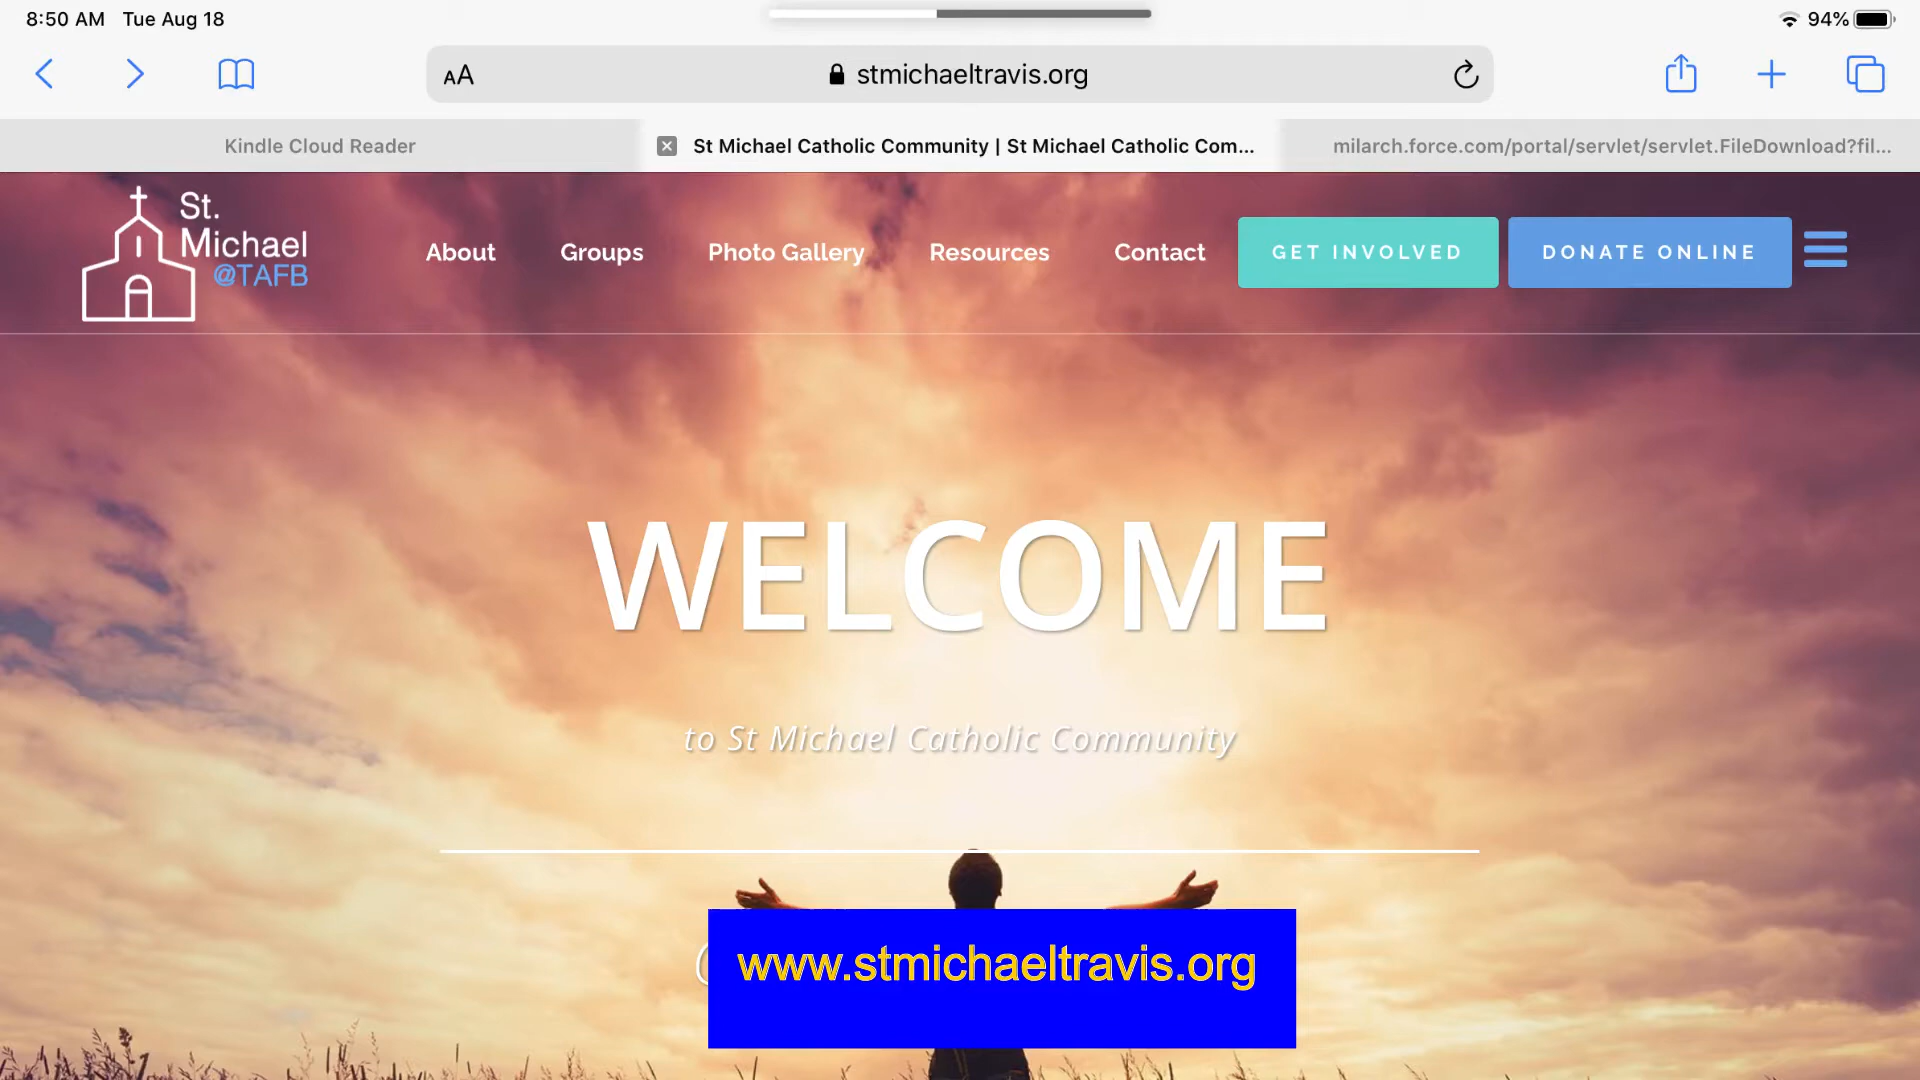 8:50 AM Tue Aug 18
94%
AA
stmichaeltravis.org
Kindle Cloud Reader
St Michael Catholic Community | St Michael Catholic Com...
milarch.force.com/portal/servlet/servlet.FileDownload?fil...
St.
Michael
@TAFB
About
Groups
Photo Gallery
Resources
Contact
GET INVOLVED
DONATE ONLINE
WELCOME
to St Michael Catholic Community
www.stmichaeltravis.org